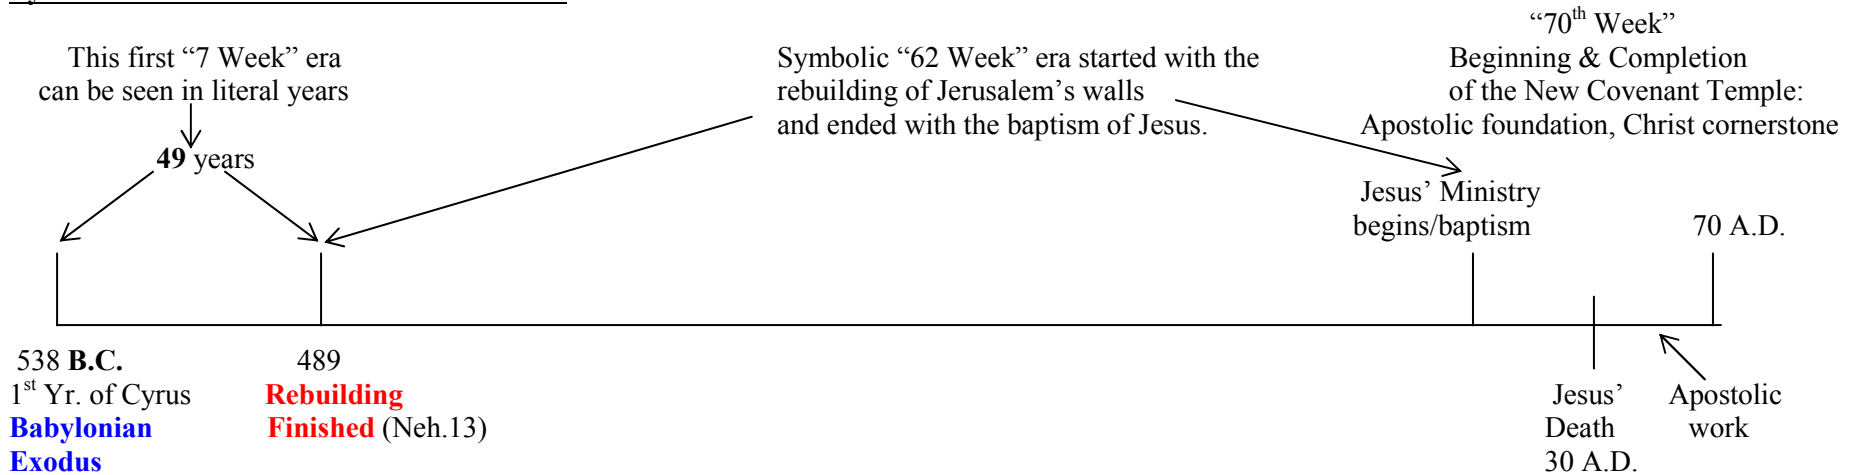 This first “7 Week” era
can be seen in literal years
49 years
Symbolic “62 Week” era started with the
rebuilding of Jerusalem’s walls
and ended with the baptism of Jesus.
“70th Week”
Beginning & Completion
of the New Covenant Temple:
Apostolic foundation, Christ cornerstone
Jesus’ Ministry
begins/baptism
70 A.D.
538 B.C.
1st Yr. of Cyrus
Babylonian
Exodus
489
Rebuilding
Finished (Neh.13)
Jesus’
Death
30 A.D.
Apostolic
work